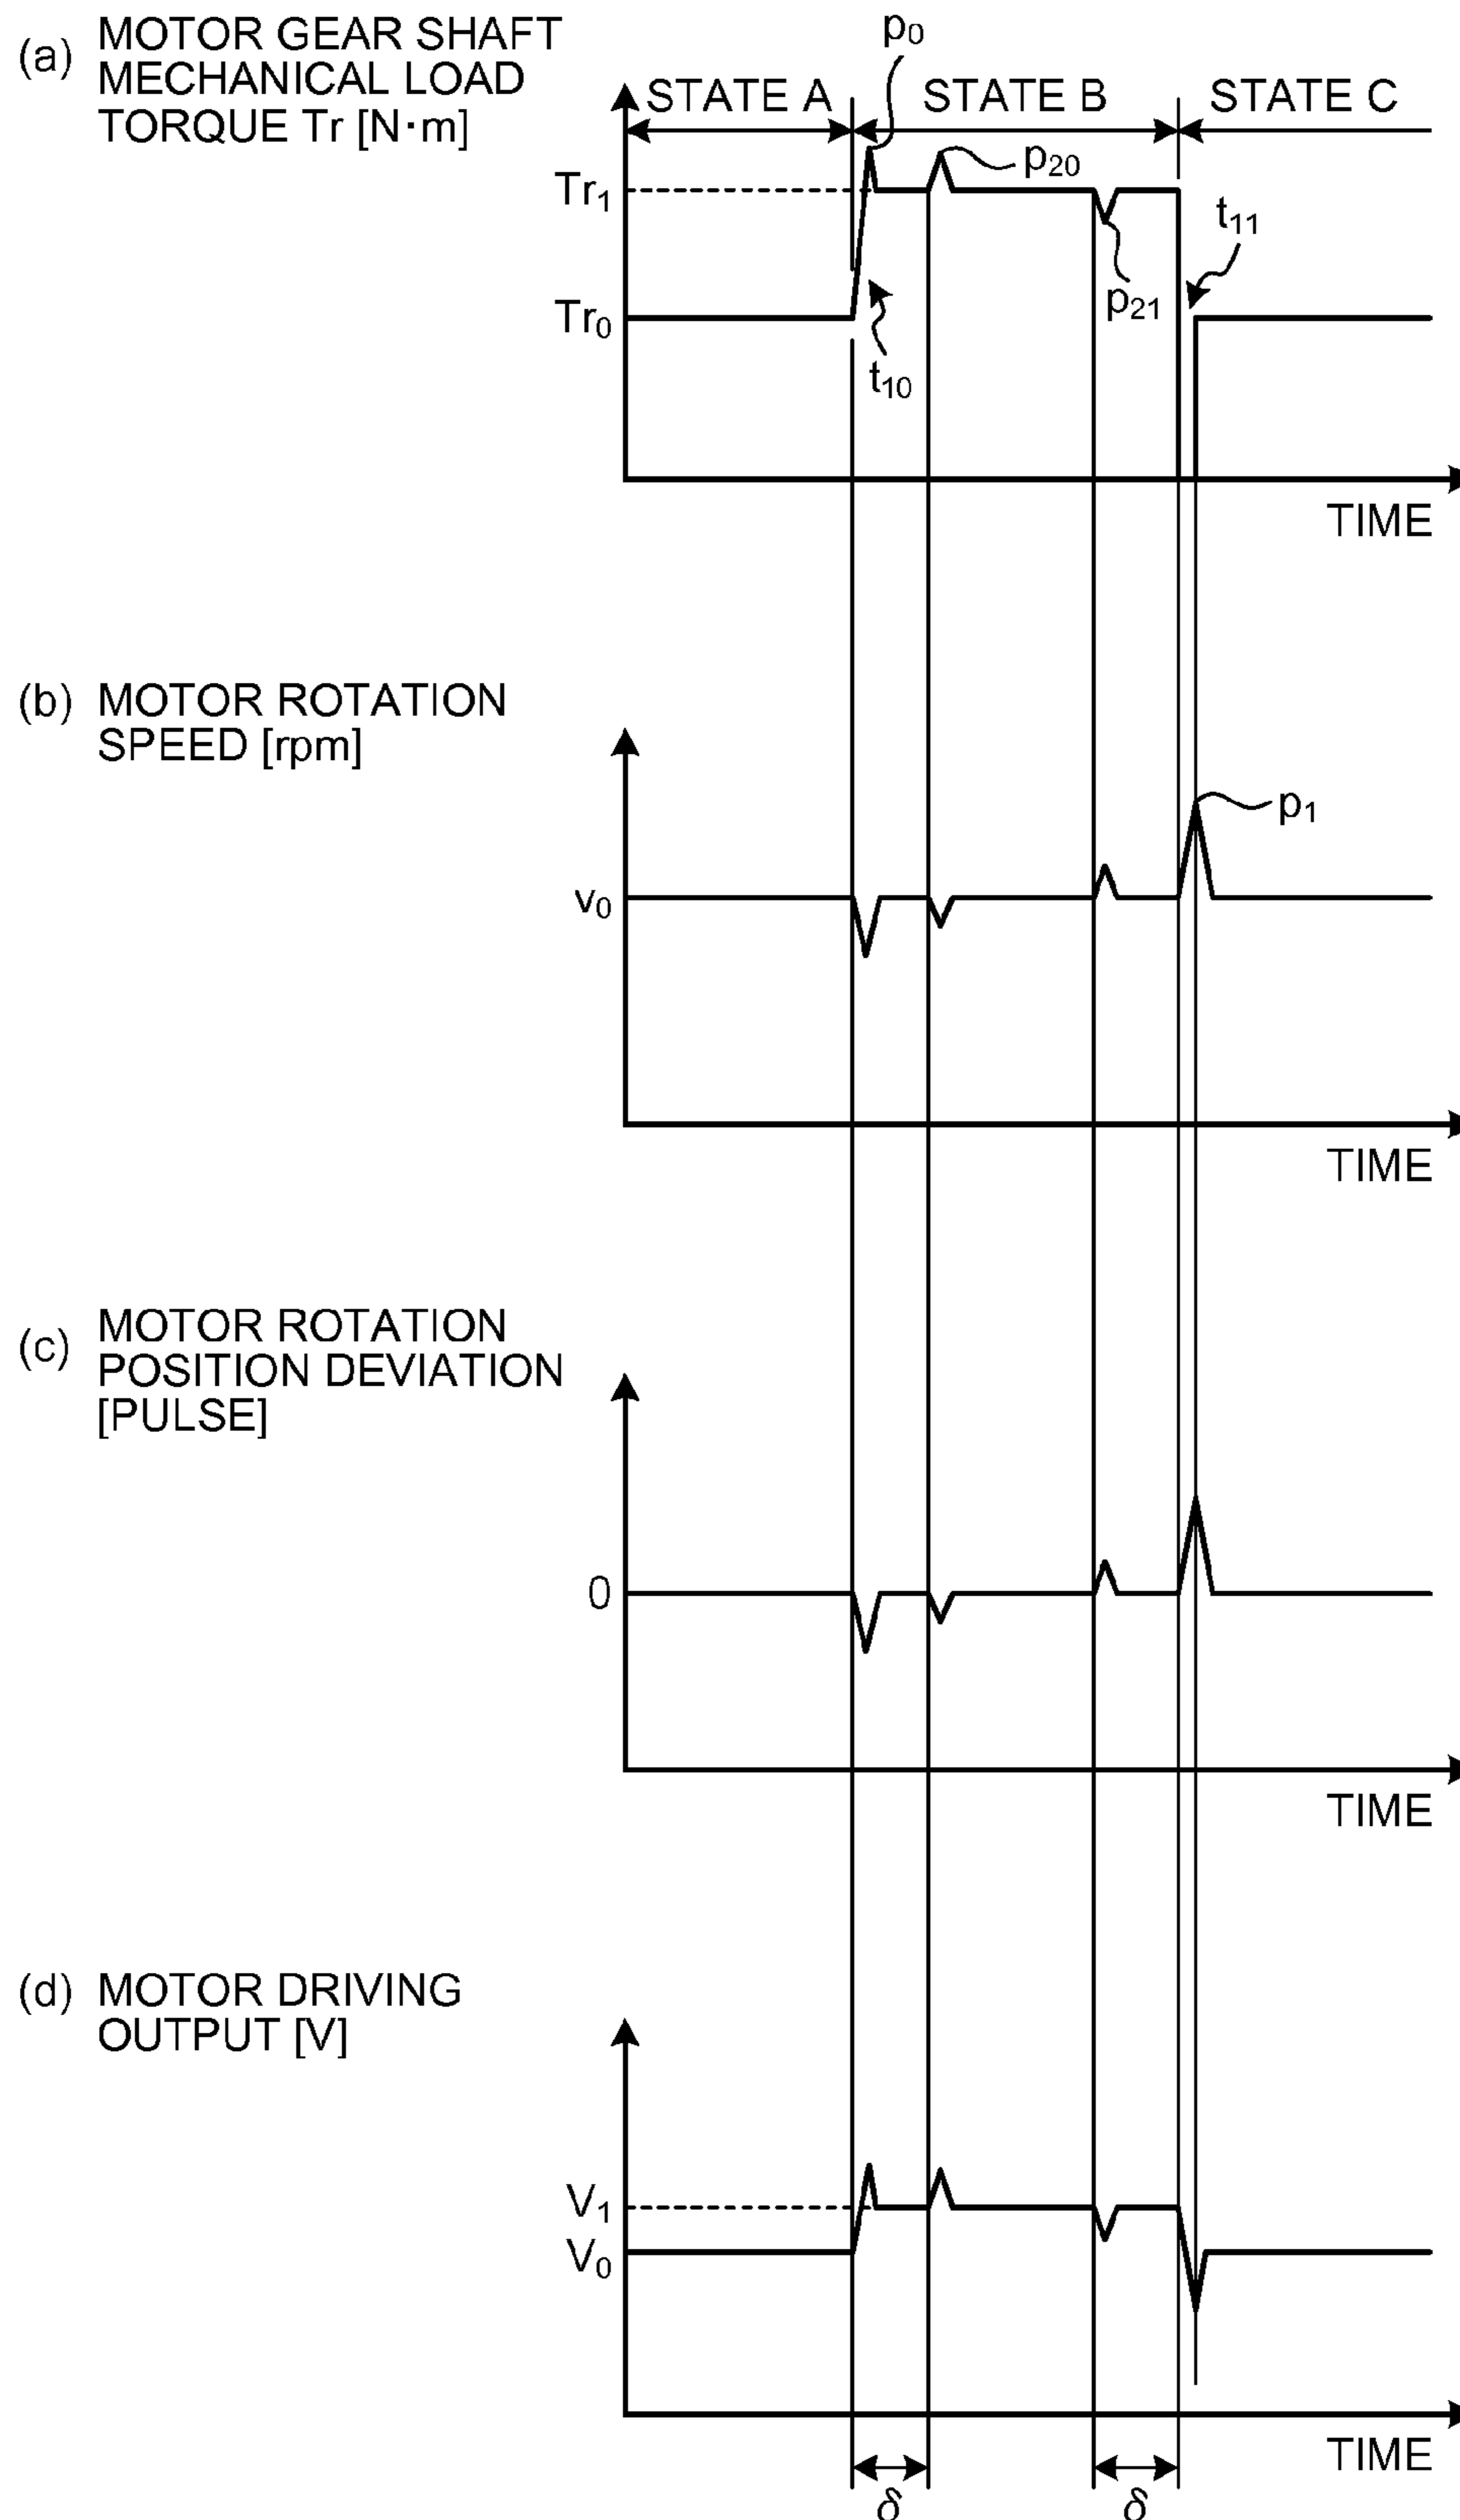 (a) MOTOR GEAR SHAFT
MECHANICAL LOAD
TORQUE Tr [N·m]
p0
STATE A
STATE B
STATE C
Tr1
p20
t11
p21
Tr0
t10
TIME
(b) MOTOR ROTATION
SPEED [rpm]
p1
v0
TIME
(c) MOTOR ROTATION
POSITION DEVIATION
[PULSE]
0
TIME
(d) MOTOR DRIVING
OUTPUT [V]
V1
V0
TIME
δ
δ